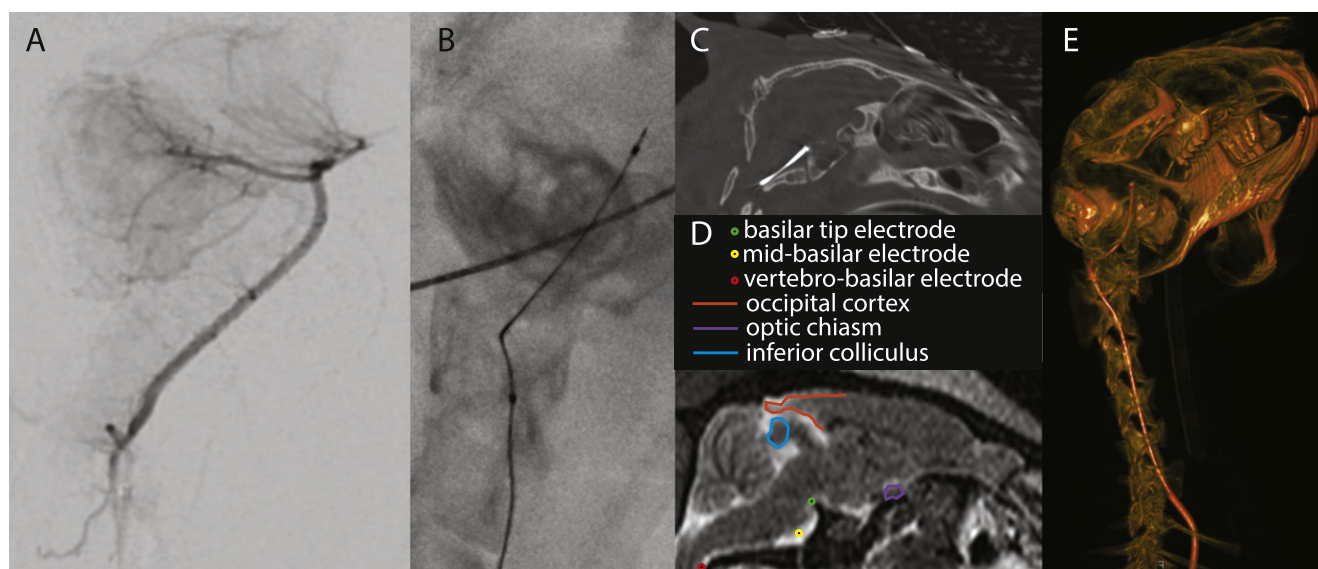 A
B
C
D
basilar tip electrode
mid-basilar electrode
vertebro-basilar electrode
occipital cortex
optic chiasm
inferior colliculus
E